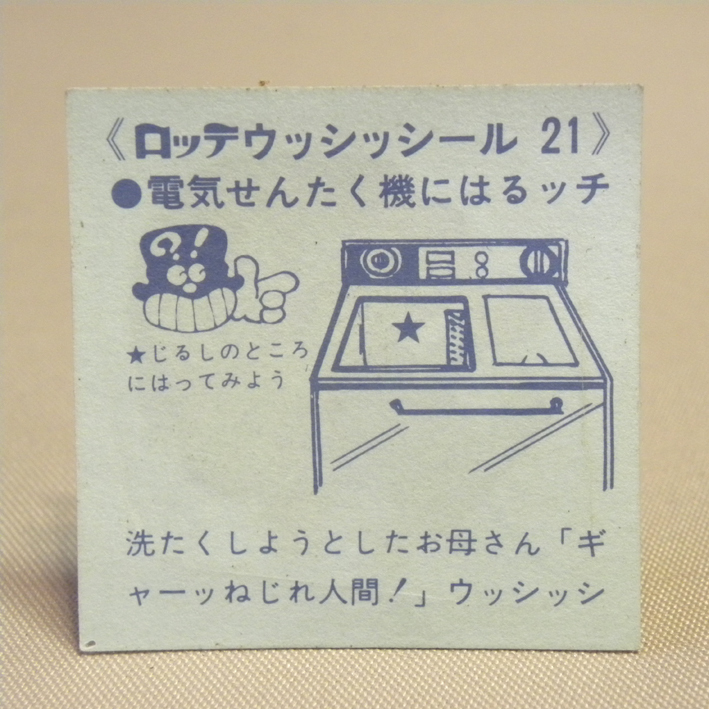 《ロッテウッシッシール 21》
●電気せんたく機にはるッチ
?!
★じるしのところ
にはってみよう
★
洗たくしようとしたお母さん「ギ
ャーッねじれ人間!」ウッシッシ